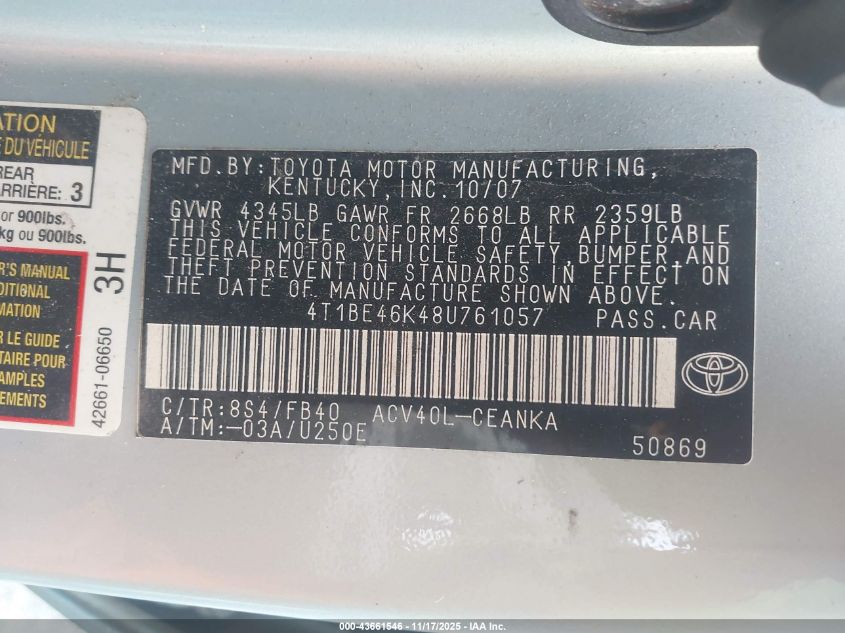 ATION
E DU VÉHICULE
REAR
ARRIÈRE: 3
or 900lbs.
kg ou 900lbs.
R'S MANUAL
DITIONAL
MATION
R LE GUIDE
TAIRE POUR
AMPLES
EMENTS
3H
42661-06650
MFD. BY: TOYOTA MOTOR MANUFACTURING,
KENTUCKY, INC. 10/07
GVWR 4345LB GAWR FR 2668LB RR 2359LB
THIS VEHICLE CONFORMS TO ALL APPLICABLE
FEDERAL MOTOR VEHICLE SAFETY, BUMPER, AND
THEFT PREVENTION STANDARDS IN EFFECT ON
THE DATE OF MANUFACTURE SHOWN ABOVE.
4T1BE46K48U761057 PASS.CAR
C/TR:8S4/FB40 ACV40L-CEANKA
A/TM:-03A/U250E
50869
000-43661546 - 11/17/2025 - IAA Inc.